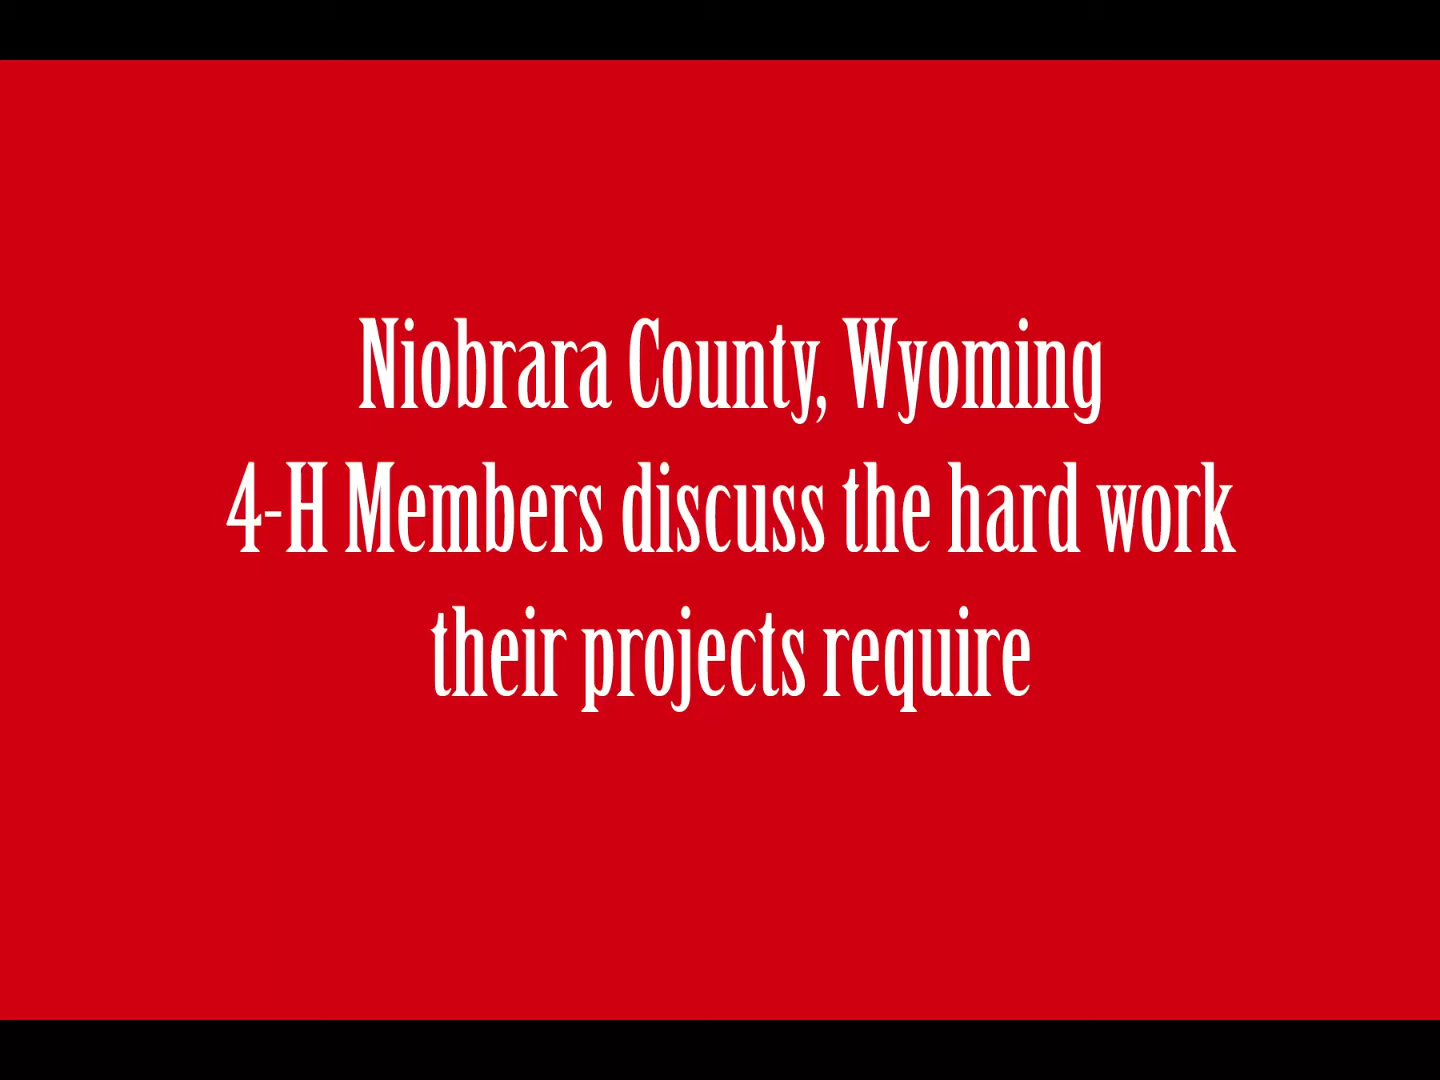 Niobrara County, Wyoming
4-H Members discuss the hard work
their projects require